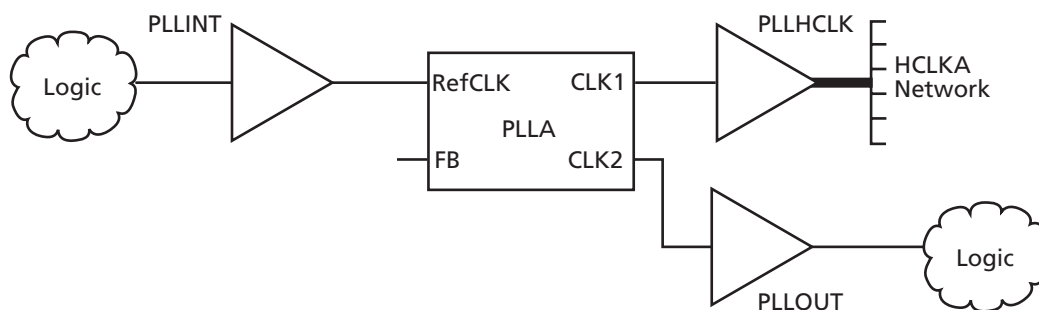 PLLINT
PLLHCLK
Logic
RefCLK
CLK1
HCLKA
Network
PLLA
FB
CLK2
Logic
PLLOUT